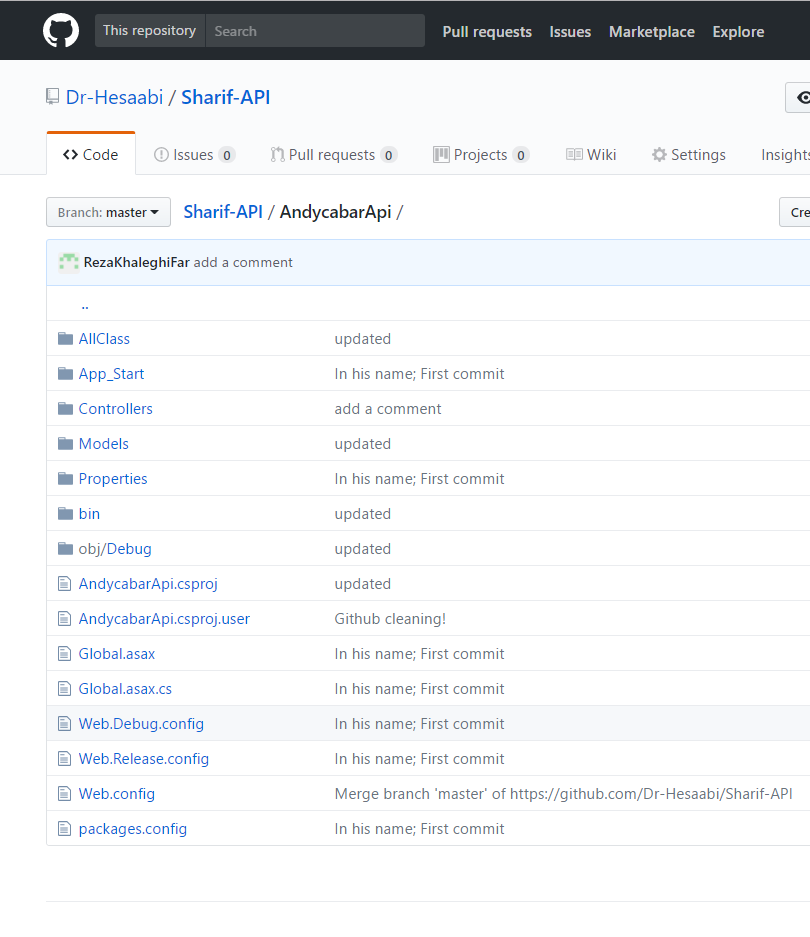 This repository Search Pull requests Issues Marketplace Explore
Dr-Hesaabi / Sharif-API
Code Issues 0 Pull requests 0 Projects 0 Wiki Settings Insights
Branch: master Sharif-API / AndycabarApi / Cre
RezaKhaleghiFar add a comment
..
AllClass updated
App_Start In his name; First commit
Controllers add a comment
Models updated
Properties In his name; First commit
bin updated
obj/Debug updated
AndycabarApi.csproj updated
AndycabarApi.csproj.user Github cleaning!
Global.asax In his name; First commit
Global.asax.cs In his name; First commit
Web.Debug.config In his name; First commit
Web.Release.config In his name; First commit
Web.config Merge branch 'master' of https://github.com/Dr-Hesaabi/Sharif-API
packages.config In his name; First commit